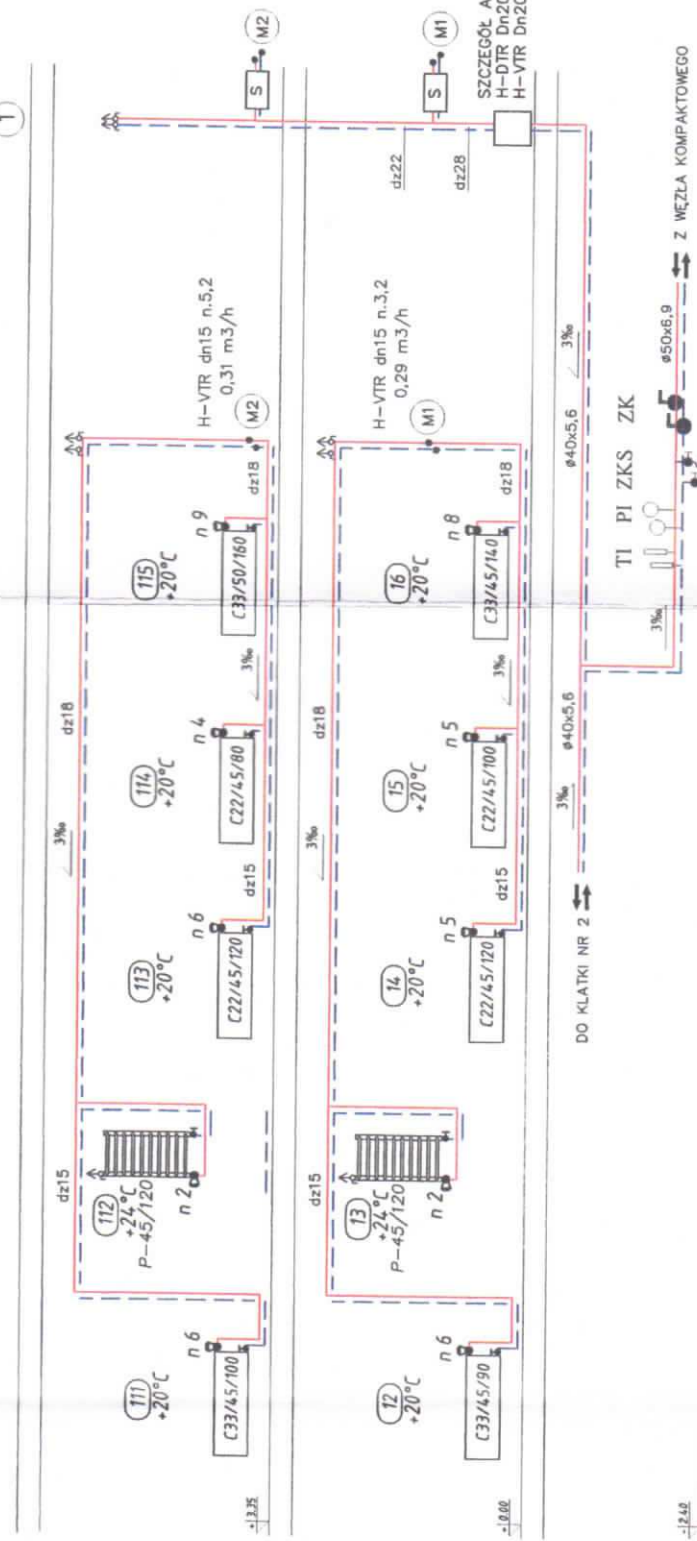 1
M2
S
H-VTR dn15 n.5,2
0,31 m3/h
M2
dz18
3‰
dz18
dz15
115
+20°C
n 9
C33/50/160
3‰
114
+20°C
n 4
C22/45/80
dz15
113
+20°C
n 6
C22/45/120
112
+24°C
P-45/120
n 2
111
+20°C
n 6
C33/45/100
+3.35
M1
S
SZCZEGÓŁ A
H-DTR Dn20
H-VTR Dn20
dz22
dz28
H-VTR dn15 n.3,2
0,29 m3/h
M1
dz18
3‰
dz18
dz15
16
+20°C
n 8
C33/45/140
3‰
15
+20°C
n 5
C22/45/100
dz15
14
+20°C
n 5
C22/45/120
13
+24°C
P-45/120
n 2
12
+20°C
n 6
C33/45/90
0.00
3‰
ø40x5,6
ø40x5,6
3‰
DO KLATKI NR 2
TI PI ZKS ZK
ø50x6,9
3‰
Z WĘZŁA KOMPAKTOWEGO
-2.40